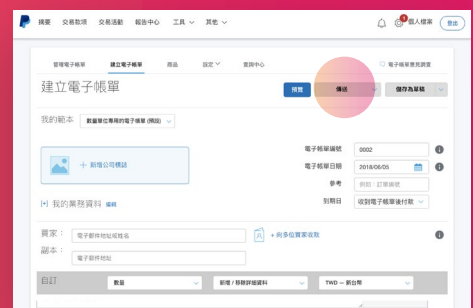 摘要 交易款項 交易活動 報告中心 工具 其他 個人檔案 登出
管理電子帳單 建立電子帳單 商品 設定 查詢中心 電子帳單意見調查
建立電子帳單 預覽 傳送 儲存為草稿
我的範本 數量單位專用的電子帳單 (預設)
電子帳單編號 0002
+ 新增公司標誌
電子帳單日期 2018/06/05
參考 例如：訂單編號
到期日 收到電子帳單後付款
[+] 我的業務資料 編輯
買家： 電子郵件地址或姓名 + 向多位買家收款
副本： 電子郵件地址
自訂 數量 新增 / 移除詳細資料 TWD — 新台幣